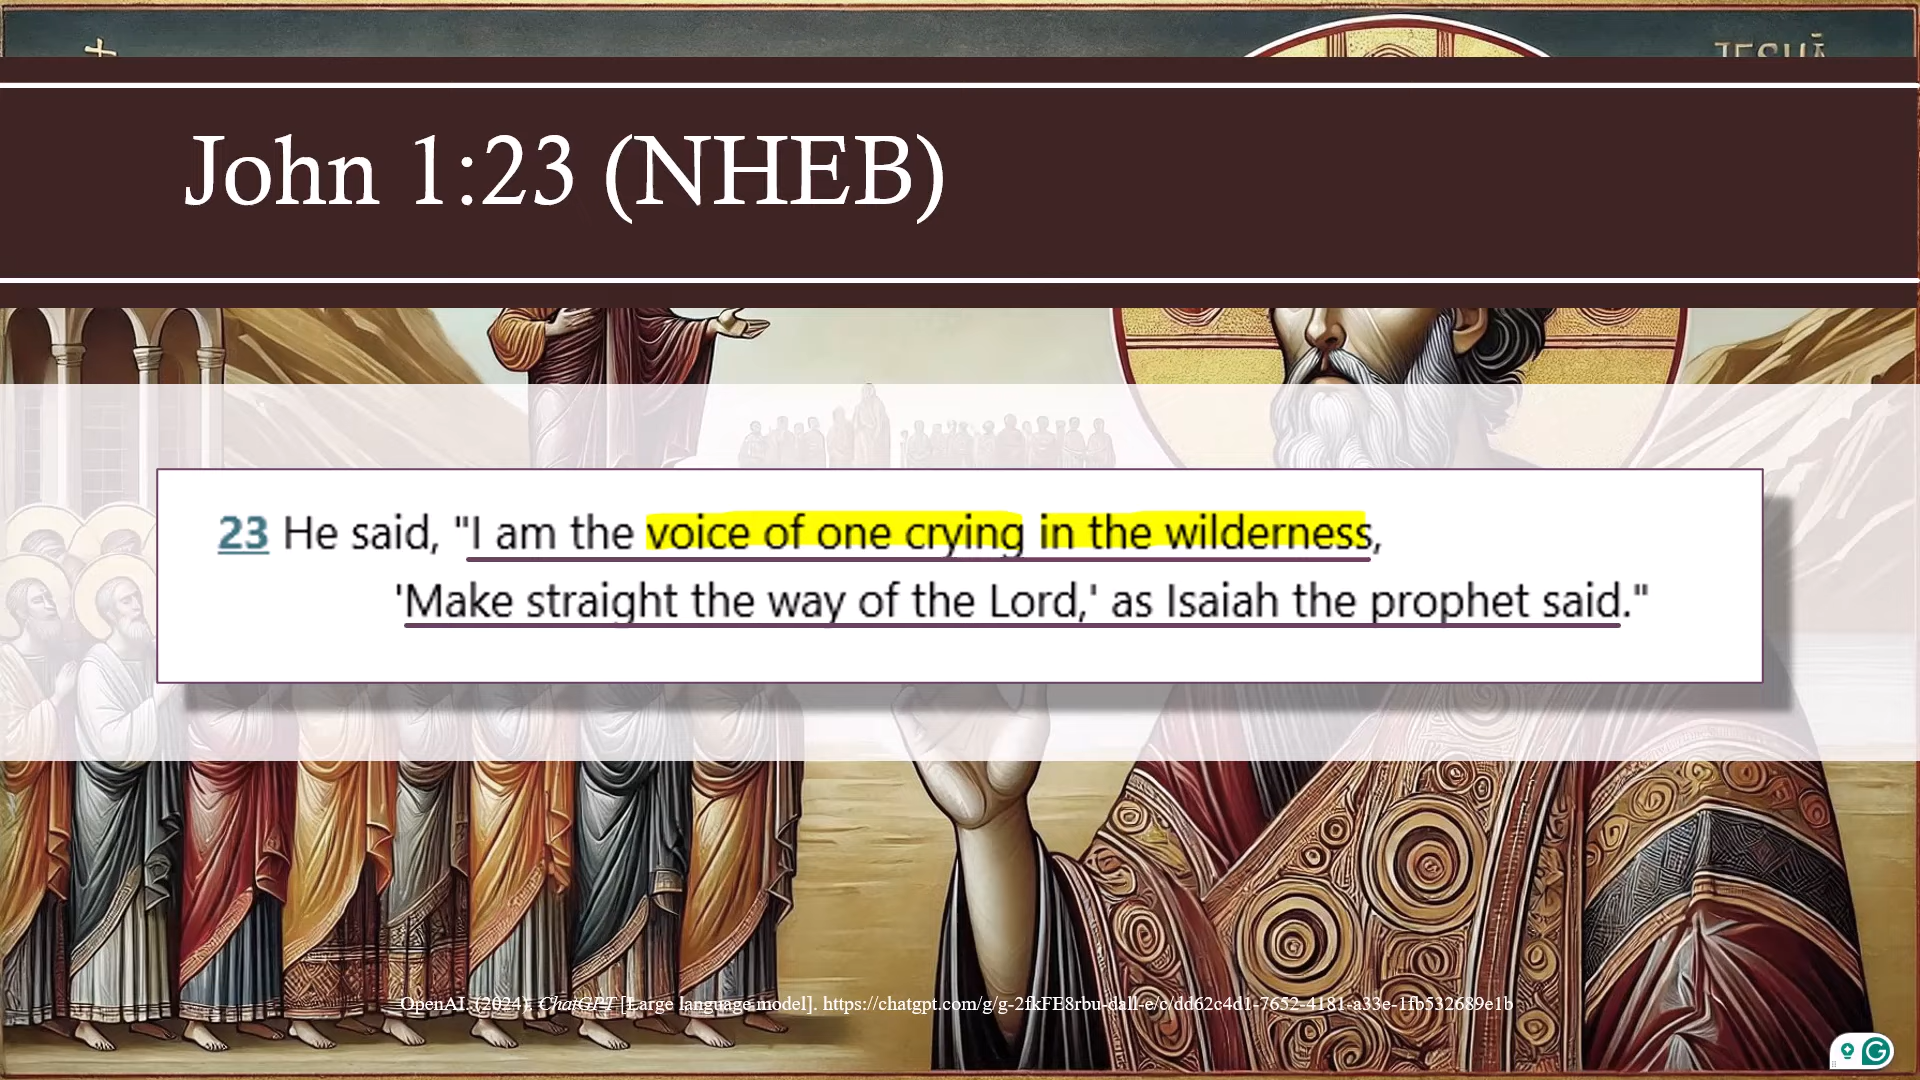 JESUĀ
John 1:23 (NHEB)
23 He said, "I am the voice of one crying in the wilderness,
'Make straight the way of the Lord,' as Isaiah the prophet said."
OpenAI. (2024). ChatGPT [Large language model]. https://chatgpt.com/g/g-2fkFE8rbu-dall-e/c/dd62c4d1-7652-4181-a33e-1fb532689e1b